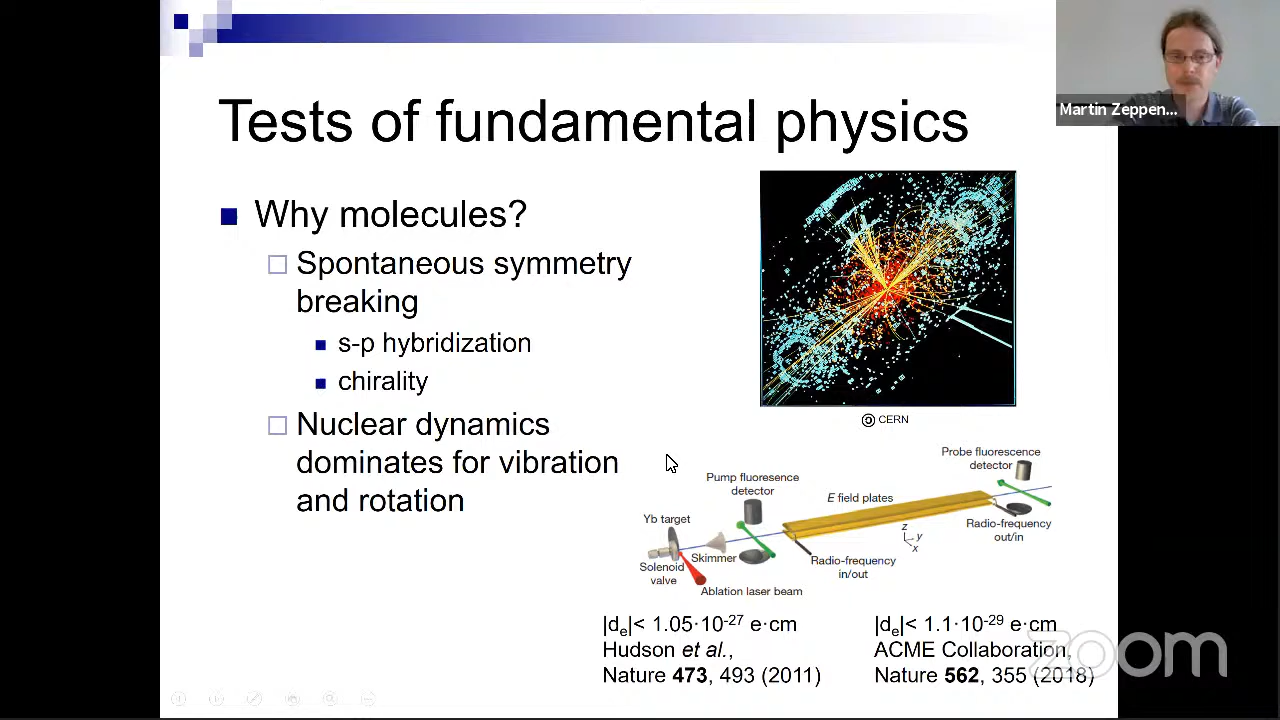 Tests of fundamental physics
Martin Zeppen...
Why molecules?
Spontaneous symmetry
breaking
s-p hybridization
chirality
Nuclear dynamics
dominates for vibration
and rotation
© CERN
Probe fluorescence
detector
Pump fluoresence
detector
E field plates
Yb target
Radio-frequency
out/in
z
y
x
Skimmer
Solenoid
valve
Radio-frequency
in/out
Ablation laser beam
|de|< 1.05·10-27 e·cm
Hudson et al.,
Nature 473, 493 (2011)
|de|< 1.1·10-29 e·cm
ACME Collaboration,
Nature 562, 355 (2018)
zoom